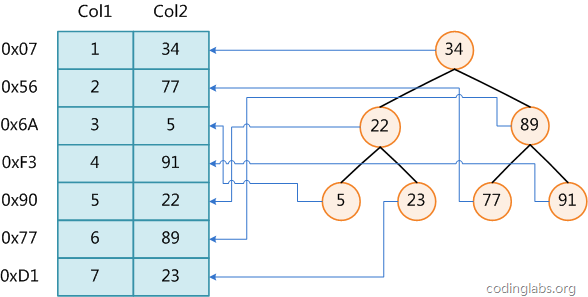 Col1 Col2
0x07 1 34 34
0x56 2 77
0x6A 3 5 22 89
0xF3 4 91
0x90 5 22 5 23 77 91
0x77 6 89
0xD1 7 23
codinglabs.org